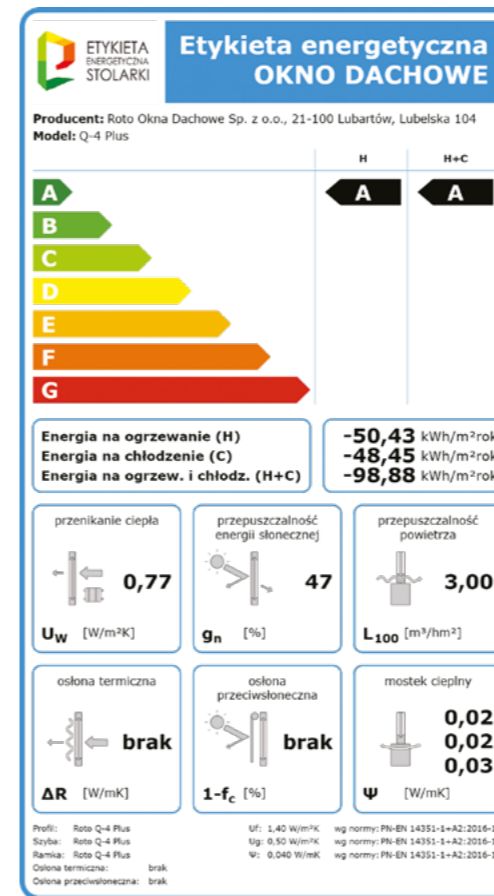 ETYKIETA
ENERGETYCZNA
STOLARKI
Etykieta energetyczna
OKNO DACHOWE
Producent: Roto Okna Dachowe Sp. z o.o., 21-100 Lubartów, Lubelska 104
Model: Q-4 Plus
H H+C
A A A
B
C
D
E
F
G
Energia na ogrzewanie (H) -50,43 kWh/m²rok
Energia na chłodzenie (C) -48,45 kWh/m²rok
Energia na ogrzew. i chłodz. (H+C) -98,88 kWh/m²rok
przenikanie ciepła
0,77
Uw [W/m²K]
przepuszczalność
energii słonecznej
47
gn [%]
przepuszczalność
powietrza
3,00
L100 [m³/hm²]
osłona termiczna
brak
ΔR [W/mK]
osłona
przeciwsłoneczna
brak
1-fc [%]
mostek cieplny
0,02
0,02
0,03
Ψ [W/mK]
Profil: Roto Q-4 Plus Uf: 1,40 W/m²K wg normy: PN-EN 14351-1+A2:2016-1
Szyba: Roto Q-4 Plus Ug: 0,50 W/m²K wg normy: PN-EN 14351-1+A2:2016-1
Ramka: Roto Q-4 Plus Ψ: 0,040 W/mK wg normy: PN-EN 14351-1+A2:2016-1
Osłona termiczna: brak
Osłona przeciwsłoneczna: brak